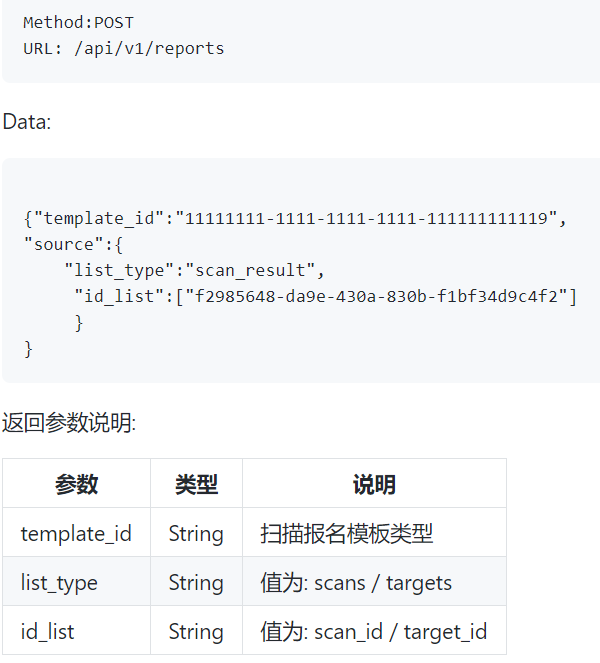 Method:POST
URL: /api/v1/reports
Data:
{"template_id":"11111111-1111-1111-1111-111111111119",
"source":{
"list_type":"scan_result",
"id_list":["f2985648-da9e-430a-830b-f1bf34d9c4f2"]
}
}
返回参数说明:
参数 类型 说明
template_id String 扫描报名模板类型
list_type String 值为: scans / targets
id_list String 值为: scan_id / target_id